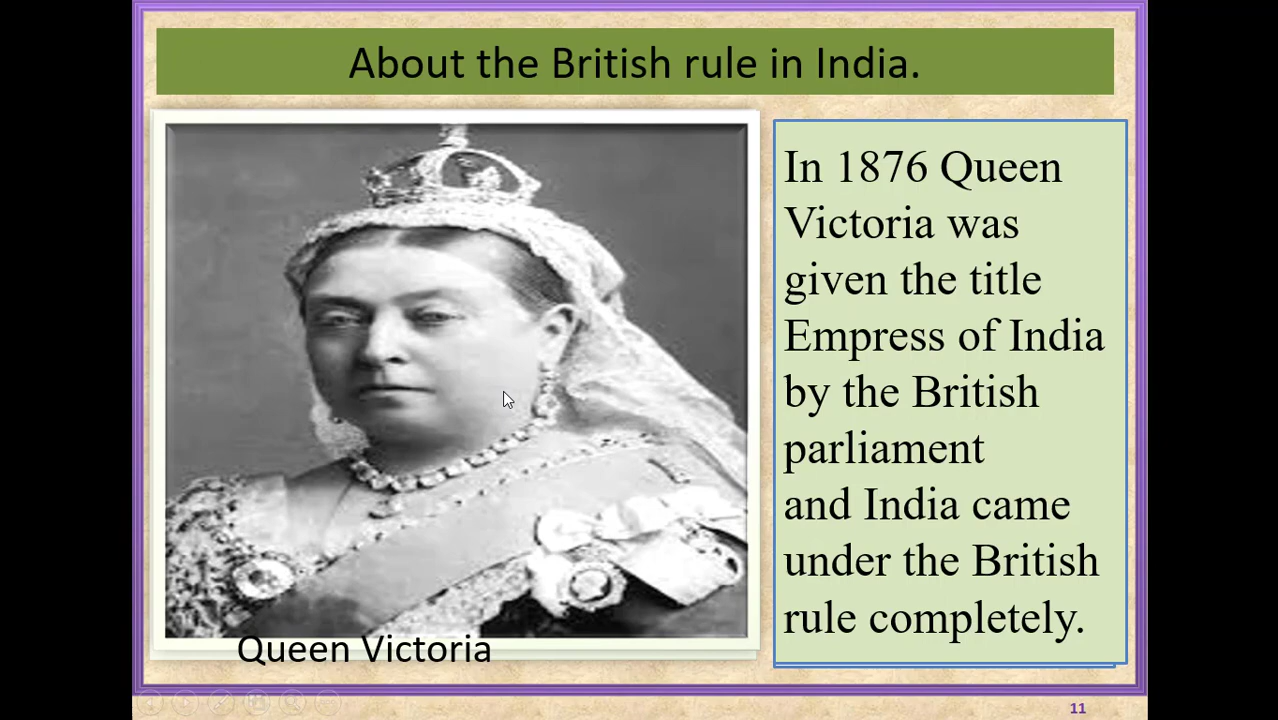 About the British rule in India.
In 1876 Queen
Victoria was
given the title
Empress of India
by the British
parliament
and India came
under the British
rule completely.
Queen Victoria
11